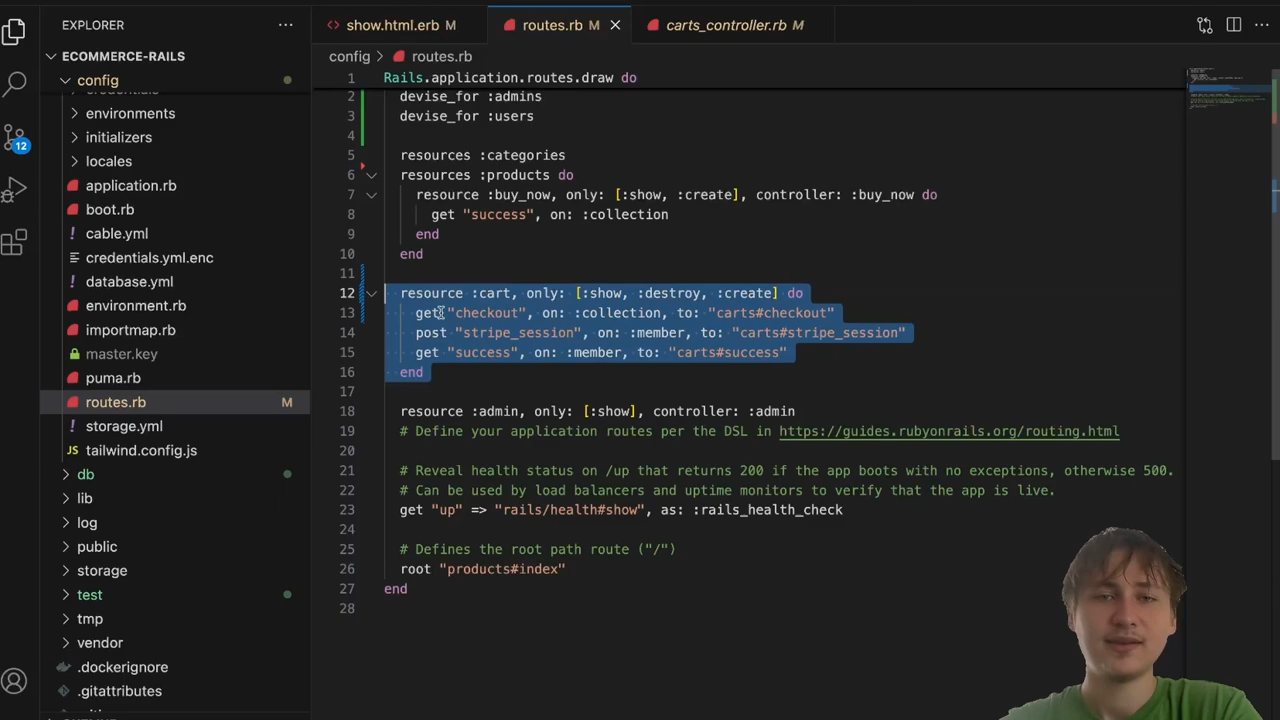 EXPLORER
ECOMMERCE-RAILS
config
environments
initializers
locales
application.rb
boot.rb
! cable.yml
credentials.yml.enc
! database.yml
environment.rb
importmap.rb
master.key
puma.rb
routes.rb M
! storage.yml
tailwind.config.js
db
lib
log
public
storage
test
tmp
vendor
.dockerignore
.gitattributes
12
show.html.erb M
routes.rb M
carts_controller.rb M
config > routes.rb
1 Rails.application.routes.draw do
2 devise_for :admins
3 devise_for :users
4
5 resources :categories
6 resources :products do
7 resource :buy_now, only: [:show, :create], controller: :buy_now do
8 get "success", on: :collection
9 end
10 end
11
12 resource :cart, only: [:show, :destroy, :create] do
13 get "checkout", on: :collection, to: "carts#checkout"
14 post "stripe_session", on: :member, to: "carts#stripe_session"
15 get "success", on: :member, to: "carts#success"
16 end
17
18 resource :admin, only: [:show], controller: :admin
19 # Define your application routes per the DSL in https://guides.rubyonrails.org/routing.html
20
21 # Reveal health status on /up that returns 200 if the app boots with no exceptions, otherwise 500.
22 # Can be used by load balancers and uptime monitors to verify that the app is live.
23 get "up" => "rails/health#show", as: :rails_health_check
24
25 # Defines the root path route ("/")
26 root "products#index"
27 end
28